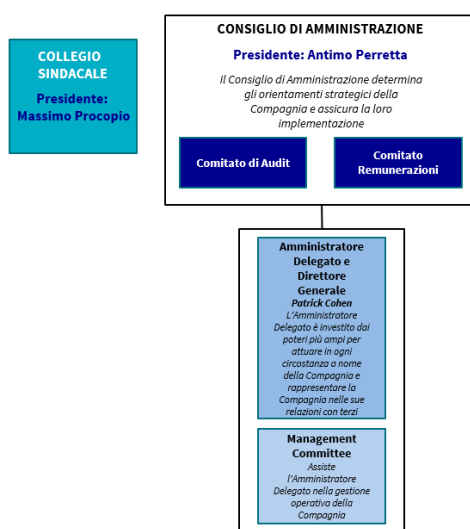 COLLEGIO
SINDACALE
Presidente:
Massimo Procopio
CONSIGLIO DI AMMINISTRAZIONE
Presidente: Antimo Perretta
Il Consiglio di Amministrazione determina
gli orientamenti strategici della
Compagnia e assicura la loro
implementazione
Comitato di Audit
Comitato
Remunerazioni
Amministratore
Delegato e
Direttore
Generale
Patrick Cohen
L'Amministratore
Delegato è investito dai
poteri più ampi per
attuare in ogni
circostanza a nome
della Compagnia e
rappresentare la
Compagnia nelle sue
relazioni con terzi
Management
Committee
Assiste
l'Amministratore
Delegato nella gestione
operativa della
Compagnia